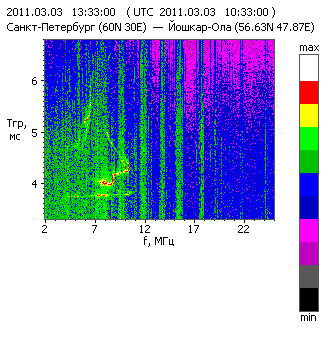 2011.03.03 13:33:00 (UTC 2011.03.03 10:33:00)
Санкт-Петербург (60N 30E) — Йошкар-Ола (56.63N 47.87E)
max
6
Tгр,
мс
5
4
2 7 12 17 22
f, МГц
min